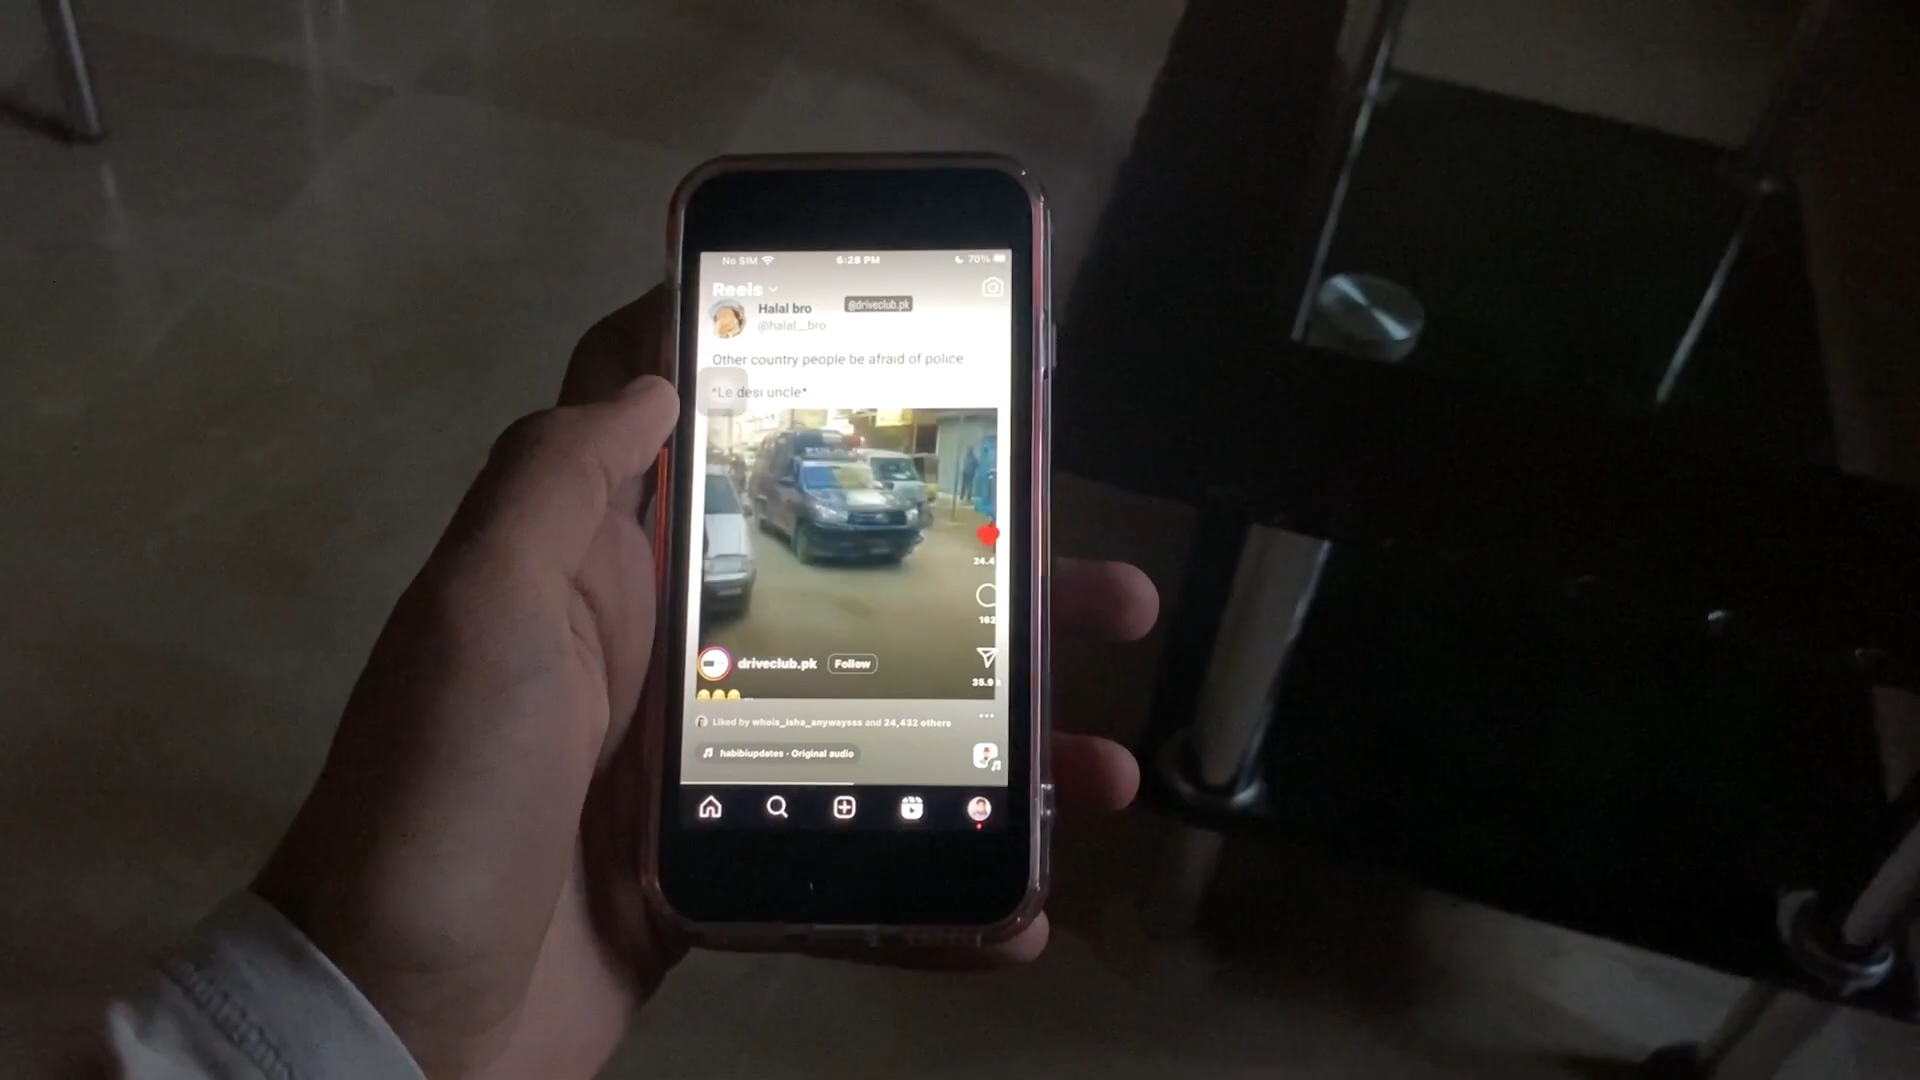 No SIM 6:28 PM 70%
Reels
Halal bro @driveclub.pk
@halal__bro
Other country people be afraid of police
*Le desi uncle*
24.4
162
driveclub.pk Follow
35.9
Liked by whois_isha_anywaysss and 24,432 others
habibiupdates · Original audio